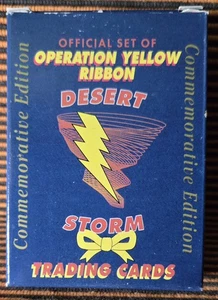 OFFICIAL SET OF
OPERATION YELLOW
RIBBON
Commemorative Edition
Commemorative Edition
DESERT
STORM
TRADING CARDS